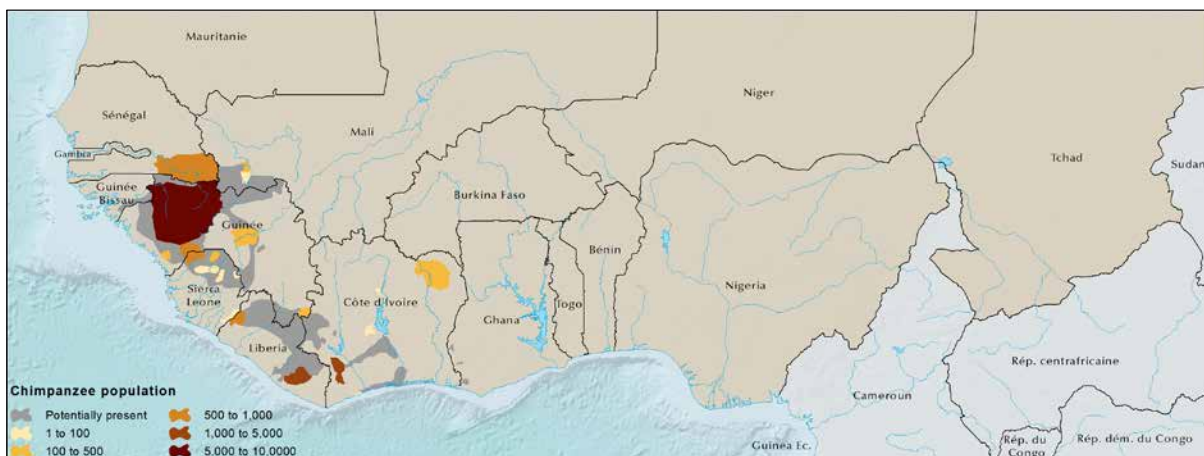 Mauritanie
Niger
Mali
Tchad
Sudan
Sénégal
Gambia
Guinée
Bissau
Guinée
Burkina Faso
Bénin
Nigeria
Sierra
Leone
Côte d'Ivoire
Ghana
Togo
Liberia
Rép. centrafricaine
Cameroun
Guinea Ec.
Rép. du
Congo
Rép. dém. du Congo
Chimpanzee population
Potentially present
1 to 100
100 to 500
500 to 1,000
1,000 to 5,000
5.000 to 10.0000